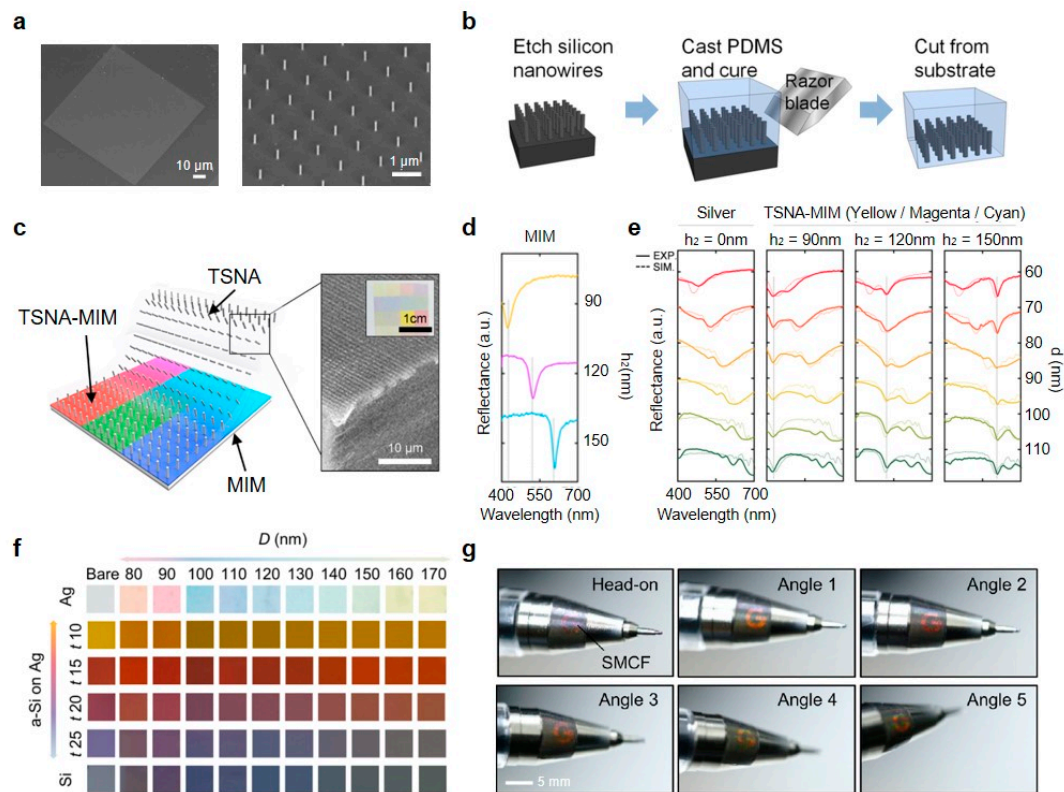 a
10 µm
1 µm
b
Etch silicon
nanowires
Cast PDMS
and cure
Razor
blade
Cut from
substrate
c
TSNA
TSNA-MIM
MIM
1cm
10 µm
d
MIM
Reflectance (a.u.)
90
120
150
h2(nm)
400 550 700
Wavelength (nm)
e
Silver
TSNA-MIM (Yellow / Magenta / Cyan)
h2 = 0nm
h2 = 90nm
h2 = 120nm
h2 = 150nm
EXP.
SIM.
Reflectance (a.u.)
60
70
80
90
100
110
d(nm)
400 550 700
Wavelength (nm)
f
D (nm)
Bare 80 90 100 110 120 130 140 150 160 170
Ag
a-Si on Ag
t 10
t 15
t 20
t 25
Si
g
Head-on
G
SMCF
Angle 1
G
Angle 2
G
Angle 3
G
5 mm
Angle 4
G
Angle 5
G